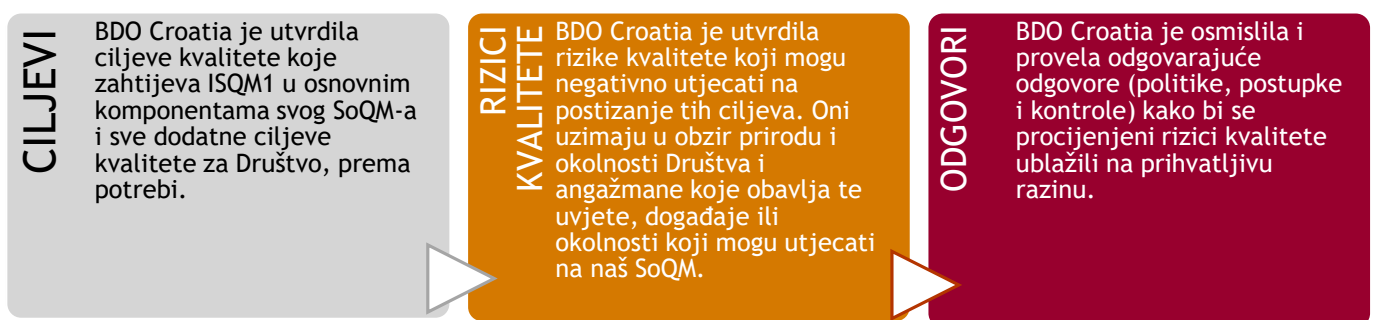 CILJEVI
BDO Croatia je utvrdila
ciljeve kvalitete koje
zahtijeva ISQM1 u osnovnim
komponentama svog SoQM-a
i sve dodatne ciljeve
kvalitete za Društvo, prema
potrebi.
RIZICI
KVALITETE
BDO Croatia je utvrdila
rizike kvalitete koji mogu
negativno utjecati na
postizanje tih ciljeva. Oni
uzimaju u obzir prirodu i
okolnosti Društva i
angažmane koje obavlja te
uvjete, događaje ili
okolnosti koji mogu utjecati
na naš SoQM.
ODGOVORI
BDO Croatia je osmislila i
provela odgovarajuće
odgovore (politike, postupke
i kontrole) kako bi se
procijenjeni rizici kvalitete
ublažili na prihvatljivu
razinu.